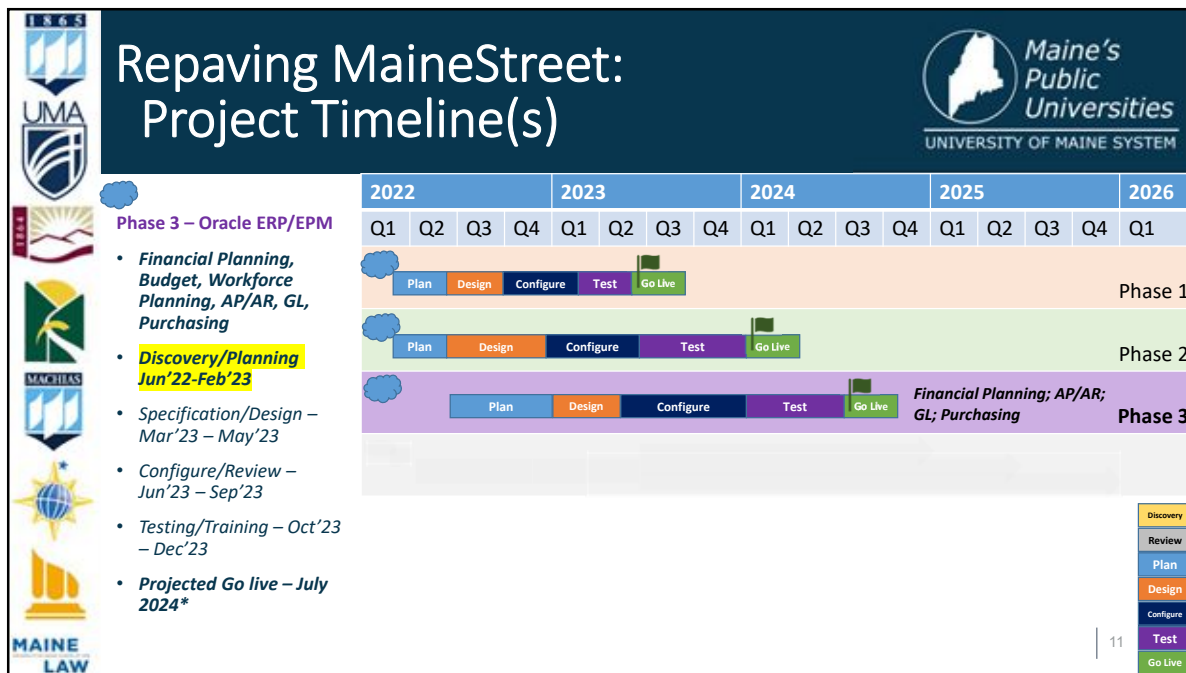 1865
UMA
1864
MACHIAS
MAINE
LAW
Repaving MaineStreet:
Project Timeline(s)
Maine's
Public
Universities
UNIVERSITY OF MAINE SYSTEM
Phase 3 – Oracle ERP/EPM
• Financial Planning,
Budget, Workforce
Planning, AP/AR, GL,
Purchasing
• Discovery/Planning
Jun'22-Feb'23
• Specification/Design –
Mar'23 – May'23
• Configure/Review –
Jun'23 – Sep'23
• Testing/Training – Oct'23
– Dec'23
• Projected Go live – July
2024*
2022 2023 2024 2025 2026
Q1 Q2 Q3 Q4 Q1 Q2 Q3 Q4 Q1 Q2 Q3 Q4 Q1 Q2 Q3 Q4 Q1
Plan Design Configure Test Go Live
Phase 1
Plan Design Configure Test Go Live
Phase 2
Plan Design Configure Test Go Live
Financial Planning; AP/AR;
GL; Purchasing
Phase 3
Discovery
Review
Plan
Design
Configure
Test
Go Live
11